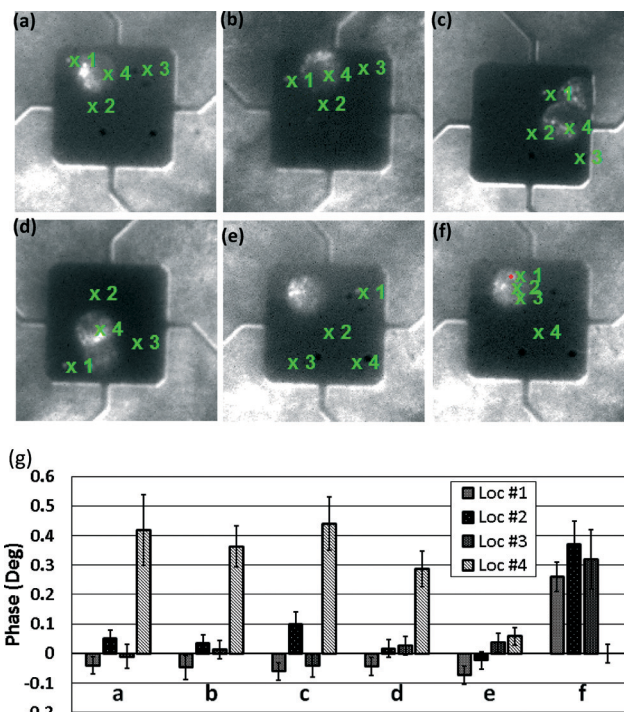 (a) (b) (c)
x 1 x 4 x 3 x 2
x 1 x 4 x 3 x 2
x 1 x 2 x 4 x 3
(d) (e) (f)
x 2 x 4 x 3 x 1
x 1 x 2 x 3 x 4
x 1 x 2 x 3 x 4
(g)
Phase (Deg)
0.6
0.5
0.4
0.3
0.2
0.1
0
-0.1
-0.2
Loc #1
Loc #2
Loc #3
Loc #4
a b c d e f